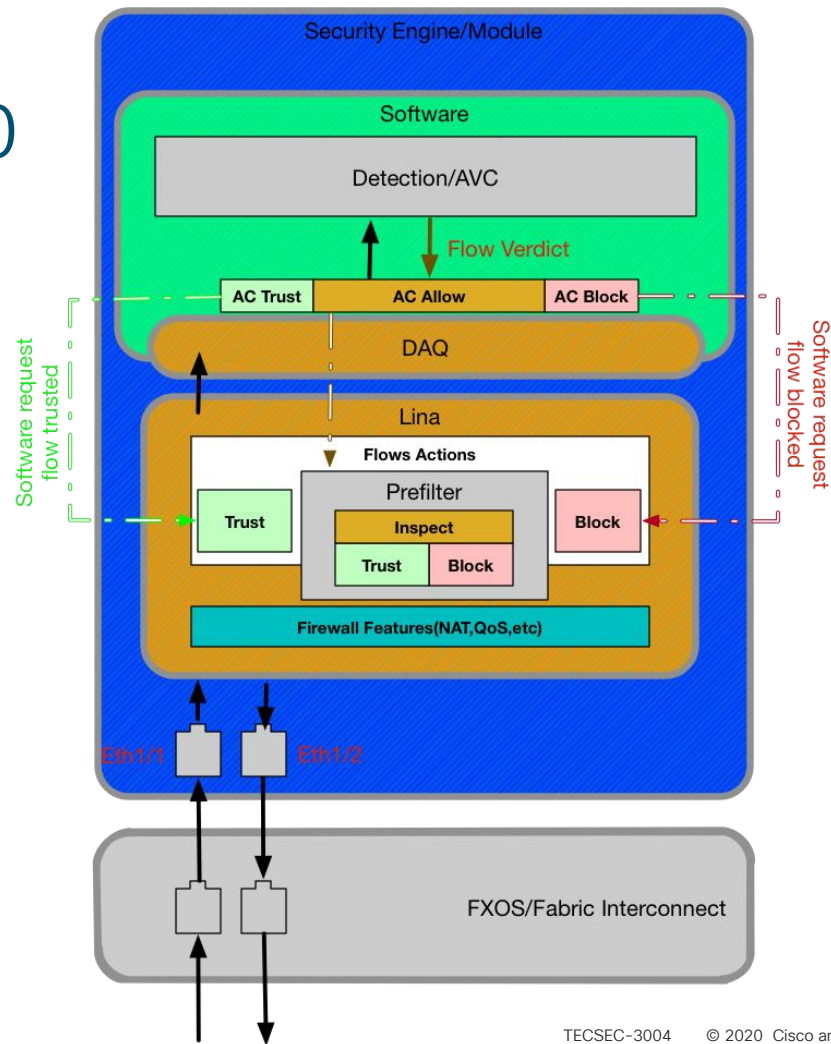 Security Engine/Module
0
Software
Detection/AVC
Flow Verdict
AC Trust
AC Allow
AC Block
DAQ
Software request
flow trusted
Software request
flow blocked
Lina
Flows Actions
Prefilter
Inspect
Trust
Trust
Block
Block
Firewall Features(NAT,QoS,etc)
Eth1/1
Eth1/2
FXOS/Fabric Interconnect
TECSEC-3004
© 2020 Cisco an